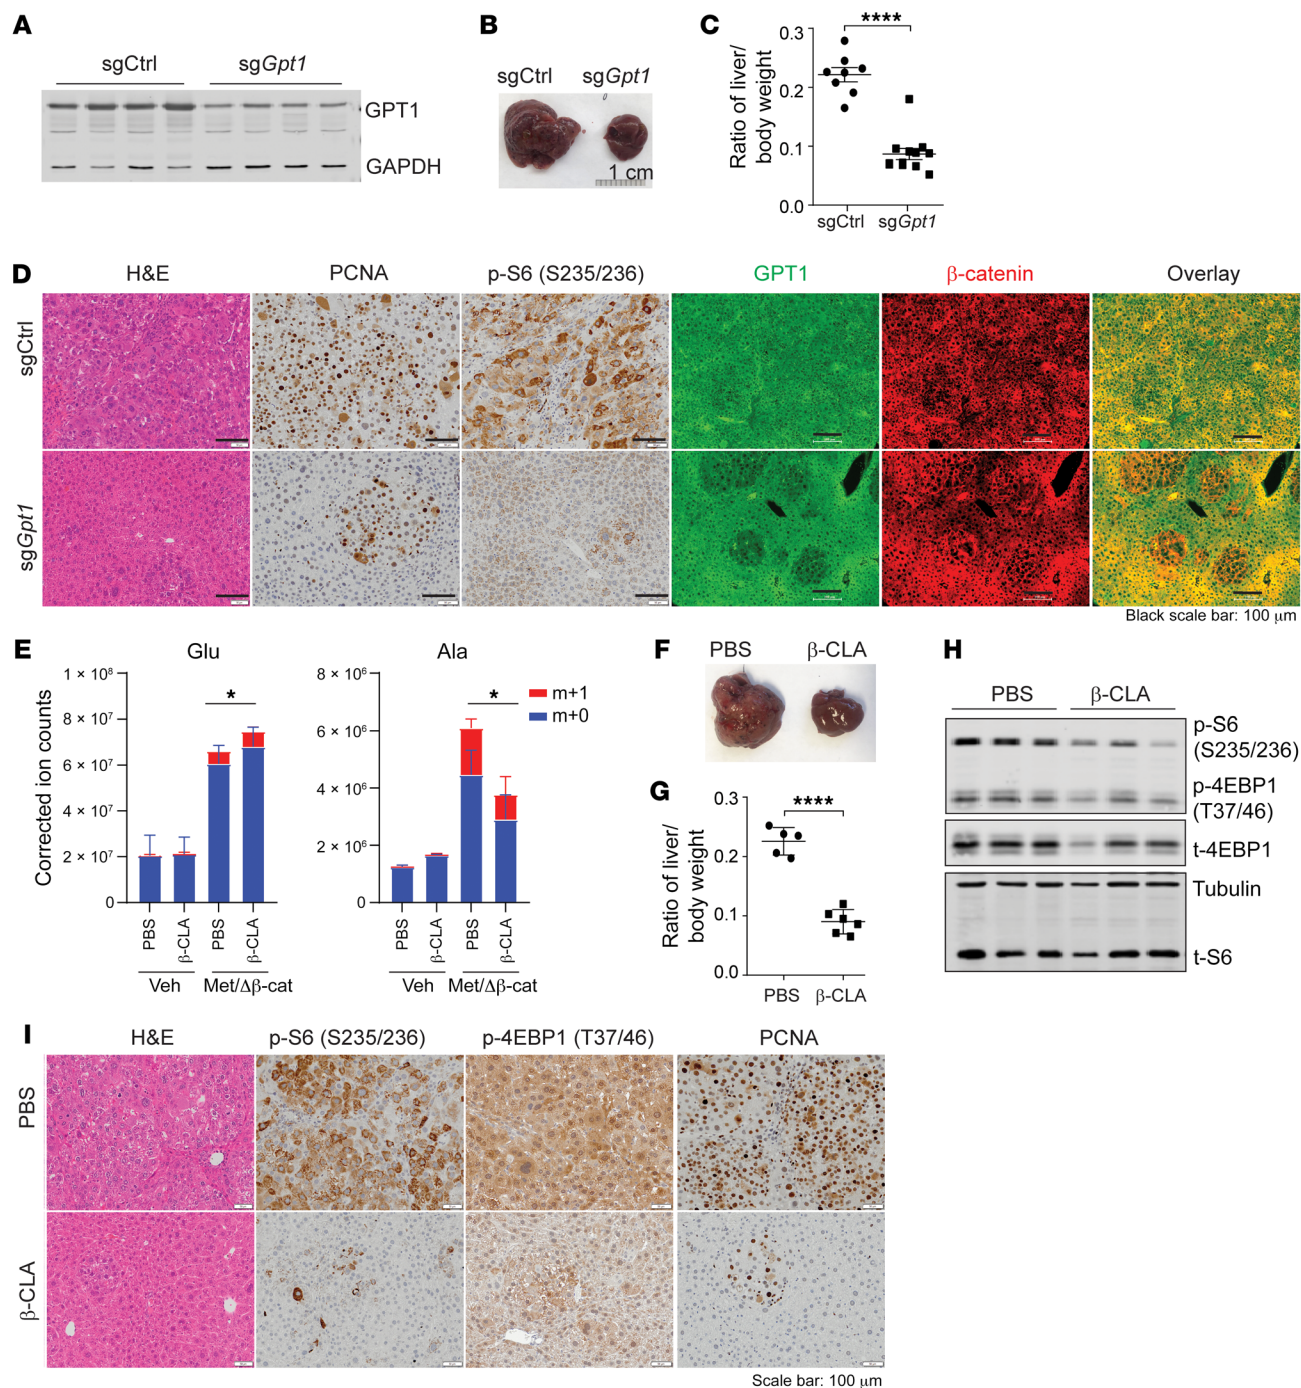 A
sgCtrl
sgGpt1
GPT1
GAPDH
B
sgCtrl
sgGpt1
1 cm
C
Ratio of liver/
body weight
0.3
0.2
0.1
0.0
****
sgCtrl
sgGpt1
D
H&E
PCNA
p-S6 (S235/236)
GPT1
β-catenin
Overlay
sgCtrl
sgGpt1
Black scale bar: 100 μm
E
Glu
Corrected ion counts
1 × 10⁸
8 × 10⁷
6 × 10⁷
4 × 10⁷
2 × 10⁷
0
*
PBS
β-CLA
PBS
β-CLA
Veh
Met/Δβ-cat
Ala
8 × 10⁶
6 × 10⁶
4 × 10⁶
2 × 10⁶
0
*
m+1
m+0
PBS
β-CLA
PBS
β-CLA
Veh
Met/Δβ-cat
F
PBS
β-CLA
G
Ratio of liver/
body weight
0.3
0.2
0.1
0.0
****
PBS
β-CLA
H
PBS
β-CLA
p-S6
(S235/236)
p-4EBP1
(T37/46)
t-4EBP1
Tubulin
t-S6
I
H&E
p-S6 (S235/236)
p-4EBP1 (T37/46)
PCNA
PBS
β-CLA
Scale bar: 100 μm